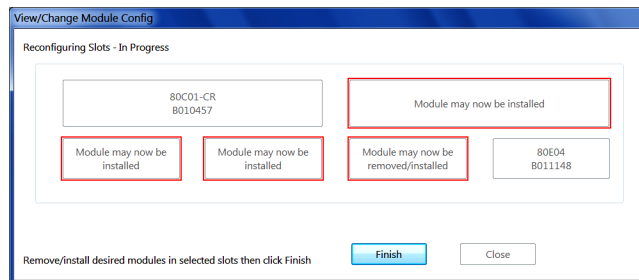 View/Change Module Config
Reconfiguring Slots - In Progress
80C01-CR
B010457
Module may now be installed
Module may now be
installed
Module may now be
installed
Module may now be
removed/installed
80E04
B011148
Remove/install desired modules in selected slots then click Finish
Finish
Close